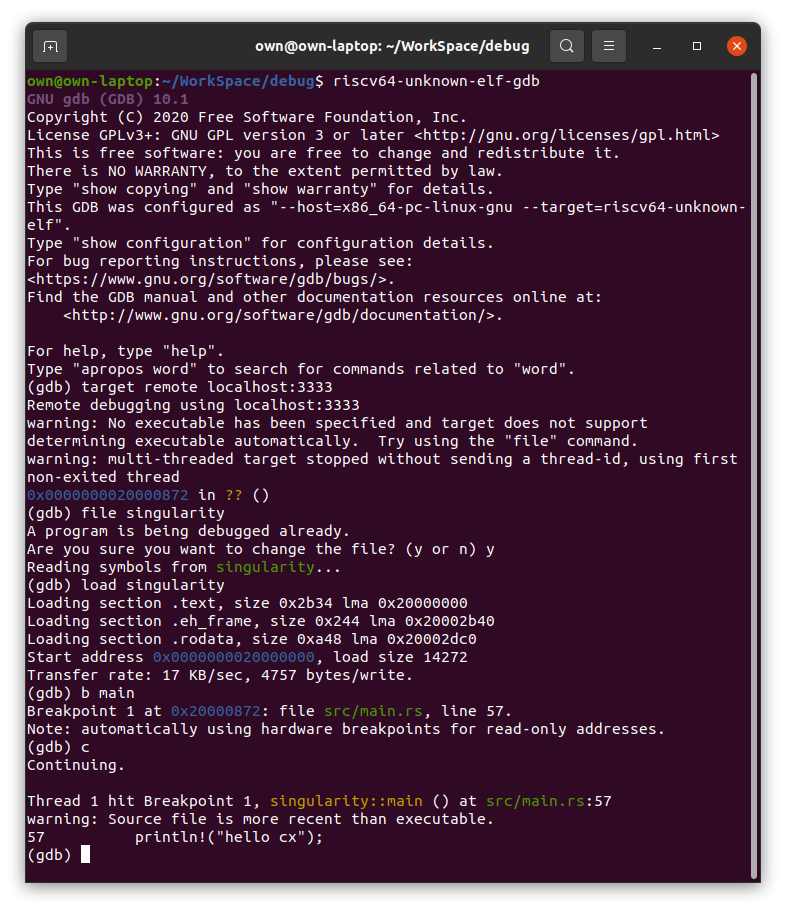 own@own-laptop: ~/WorkSpace/debug
own@own-laptop:~/WorkSpace/debug$ riscv64-unknown-elf-gdb
GNU gdb (GDB) 10.1
Copyright (C) 2020 Free Software Foundation, Inc.
License GPLv3+: GNU GPL version 3 or later <http://gnu.org/licenses/gpl.html>
This is free software: you are free to change and redistribute it.
There is NO WARRANTY, to the extent permitted by law.
Type "show copying" and "show warranty" for details.
This GDB was configured as "--host=x86_64-pc-linux-gnu --target=riscv64-unknown-
elf".
Type "show configuration" for configuration details.
For bug reporting instructions, please see:
<https://www.gnu.org/software/gdb/bugs/>.
Find the GDB manual and other documentation resources online at:
    <http://www.gnu.org/software/gdb/documentation/>.

For help, type "help".
Type "apropos word" to search for commands related to "word".
(gdb) target remote localhost:3333
Remote debugging using localhost:3333
warning: No executable has been specified and target does not support
determining executable automatically.  Try using the "file" command.
warning: multi-threaded target stopped without sending a thread-id, using first
non-exited thread
0x0000000020000872 in ?? ()
(gdb) file singularity
A program is being debugged already.
Are you sure you want to change the file? (y or n) y
Reading symbols from singularity...
(gdb) load singularity
Loading section .text, size 0x2b34 lma 0x20000000
Loading section .eh_frame, size 0x244 lma 0x20002b40
Loading section .rodata, size 0xa48 lma 0x20002dc0
Start address 0x0000000020000000, load size 14272
Transfer rate: 17 KB/sec, 4757 bytes/write.
(gdb) b main
Breakpoint 1 at 0x20000872: file src/main.rs, line 57.
Note: automatically using hardware breakpoints for read-only addresses.
(gdb) c
Continuing.

Thread 1 hit Breakpoint 1, singularity::main () at src/main.rs:57
warning: Source file is more recent than executable.
57          println!("hello cx");
(gdb)